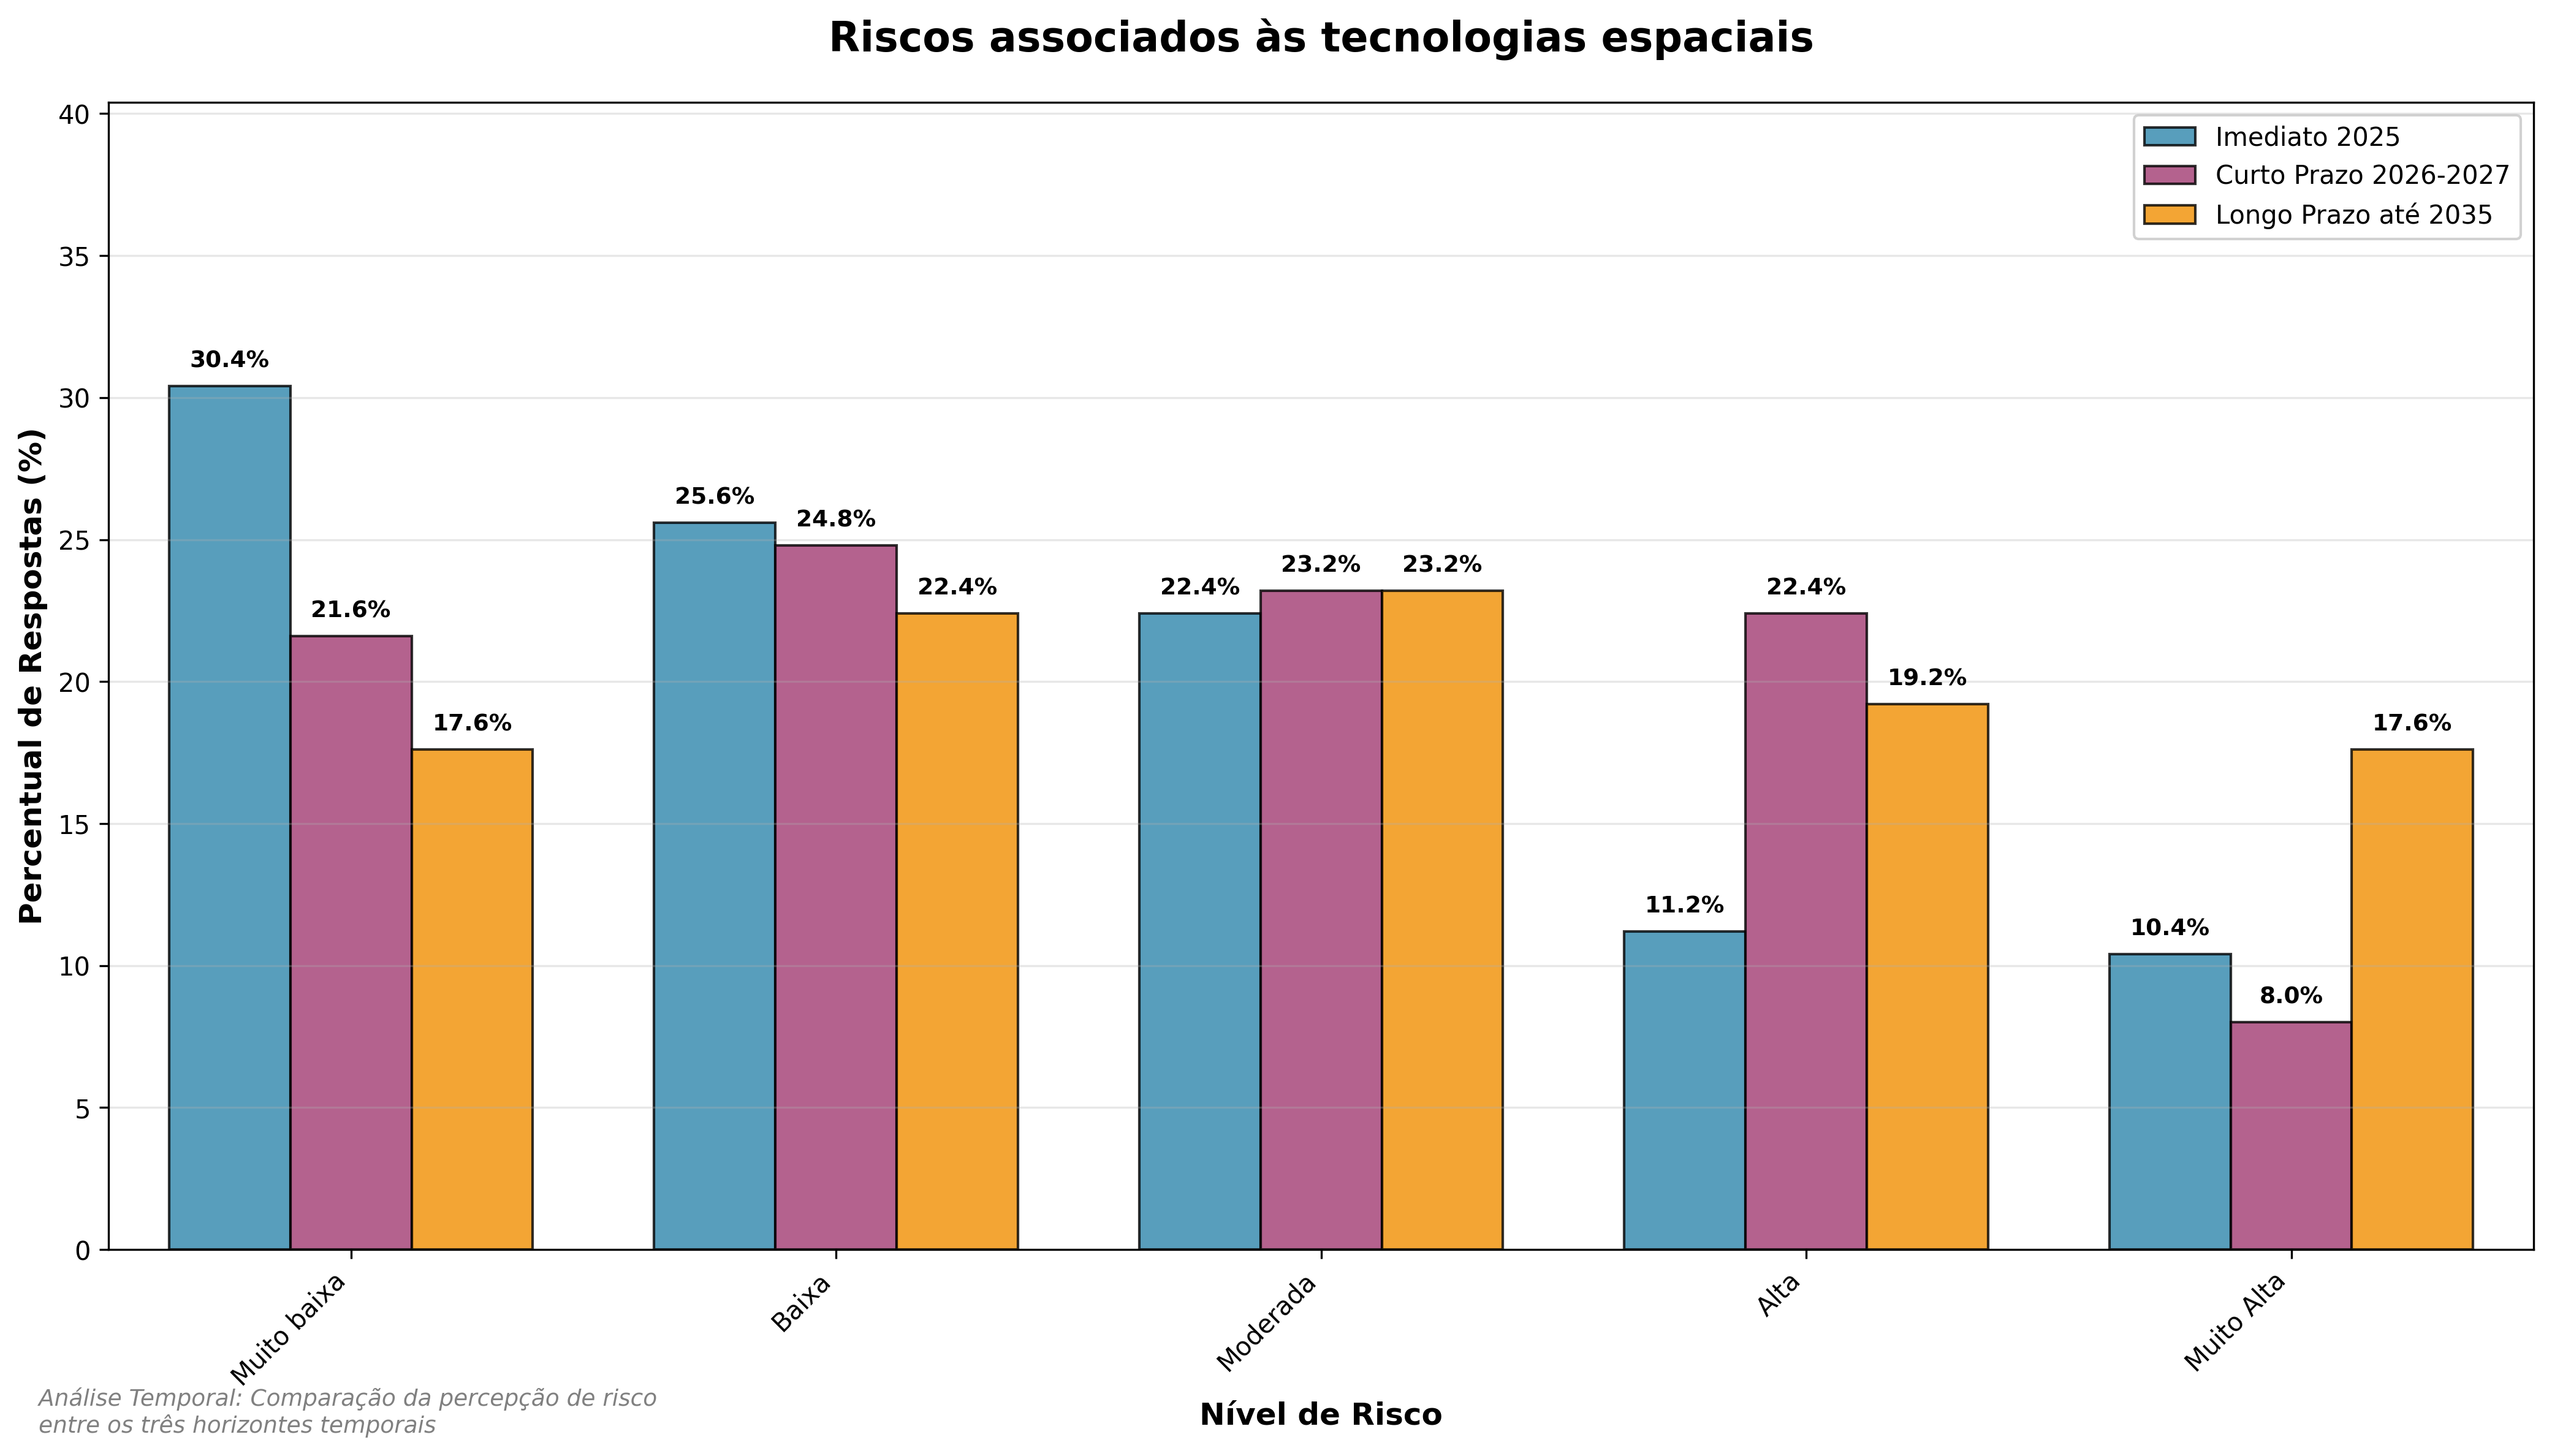 Riscos associados às tecnologias espaciais
Imediato 2025
Curto Prazo 2026-2027
Longo Prazo até 2035
Percentual de Respostas (%)
40
35
30
25
20
15
10
5
0
30.4%
21.6%
17.6%
25.6%
24.8%
22.4%
22.4%
23.2%
23.2%
11.2%
22.4%
19.2%
10.4%
8.0%
17.6%
Muito baixa
Baixa
Moderada
Alta
Muito Alta
Nível de Risco
Análise Temporal: Comparação da percepção de risco
entre os três horizontes temporais